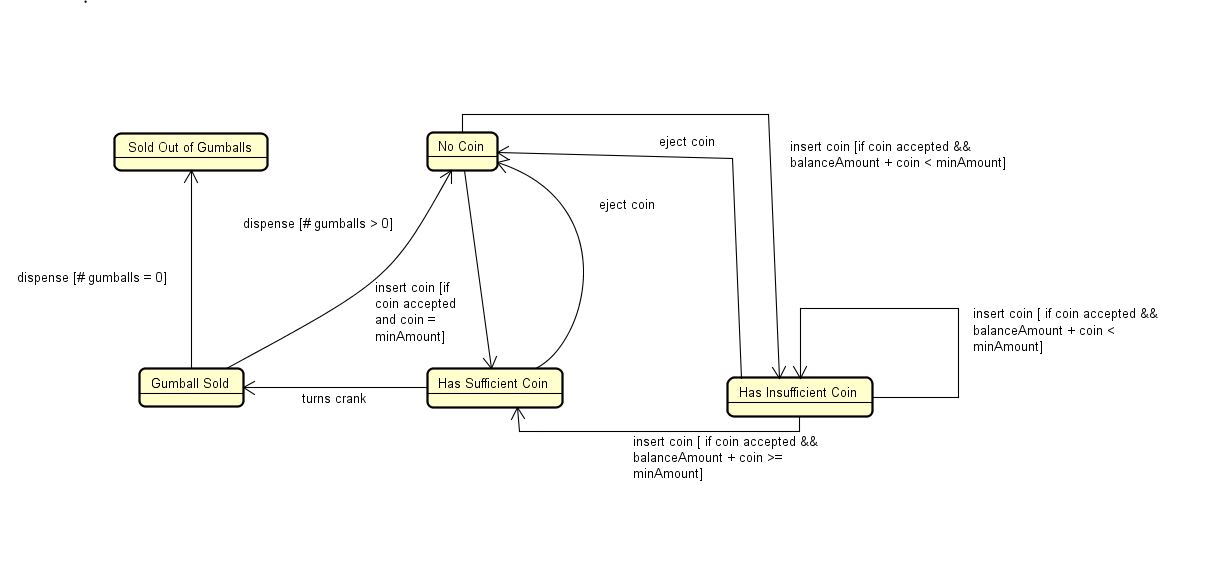 Sold Out of Gumballs
No Coin
eject coin
insert coin [if coin accepted &&
balanceAmount + coin < minAmount]
eject coin
dispense [# gumballs > 0]
dispense [# gumballs = 0]
insert coin [if
coin accepted
and coin =
minAmount]
insert coin [ if coin accepted &&
balanceAmount + coin <
minAmount]
Gumball Sold
Has Sufficient Coin
Has Insufficient Coin
turns crank
insert coin [ if coin accepted &&
balanceAmount + coin >=
minAmount]